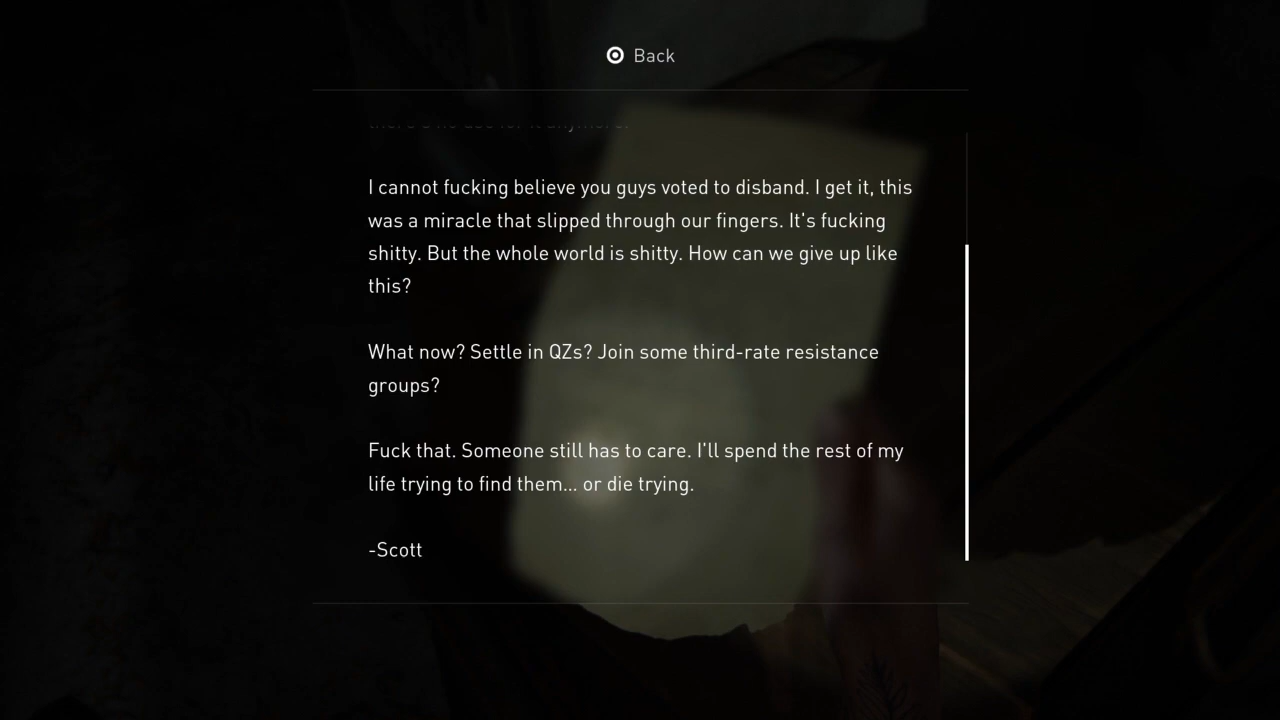 Back
I cannot fucking believe you guys voted to disband. I get it, this
was a miracle that slipped through our fingers. It's fucking
shitty. But the whole world is shitty. How can we give up like
this?
What now? Settle in QZs? Join some third-rate resistance
groups?
Fuck that. Someone still has to care. I'll spend the rest of my
life trying to find them... or die trying.
-Scott